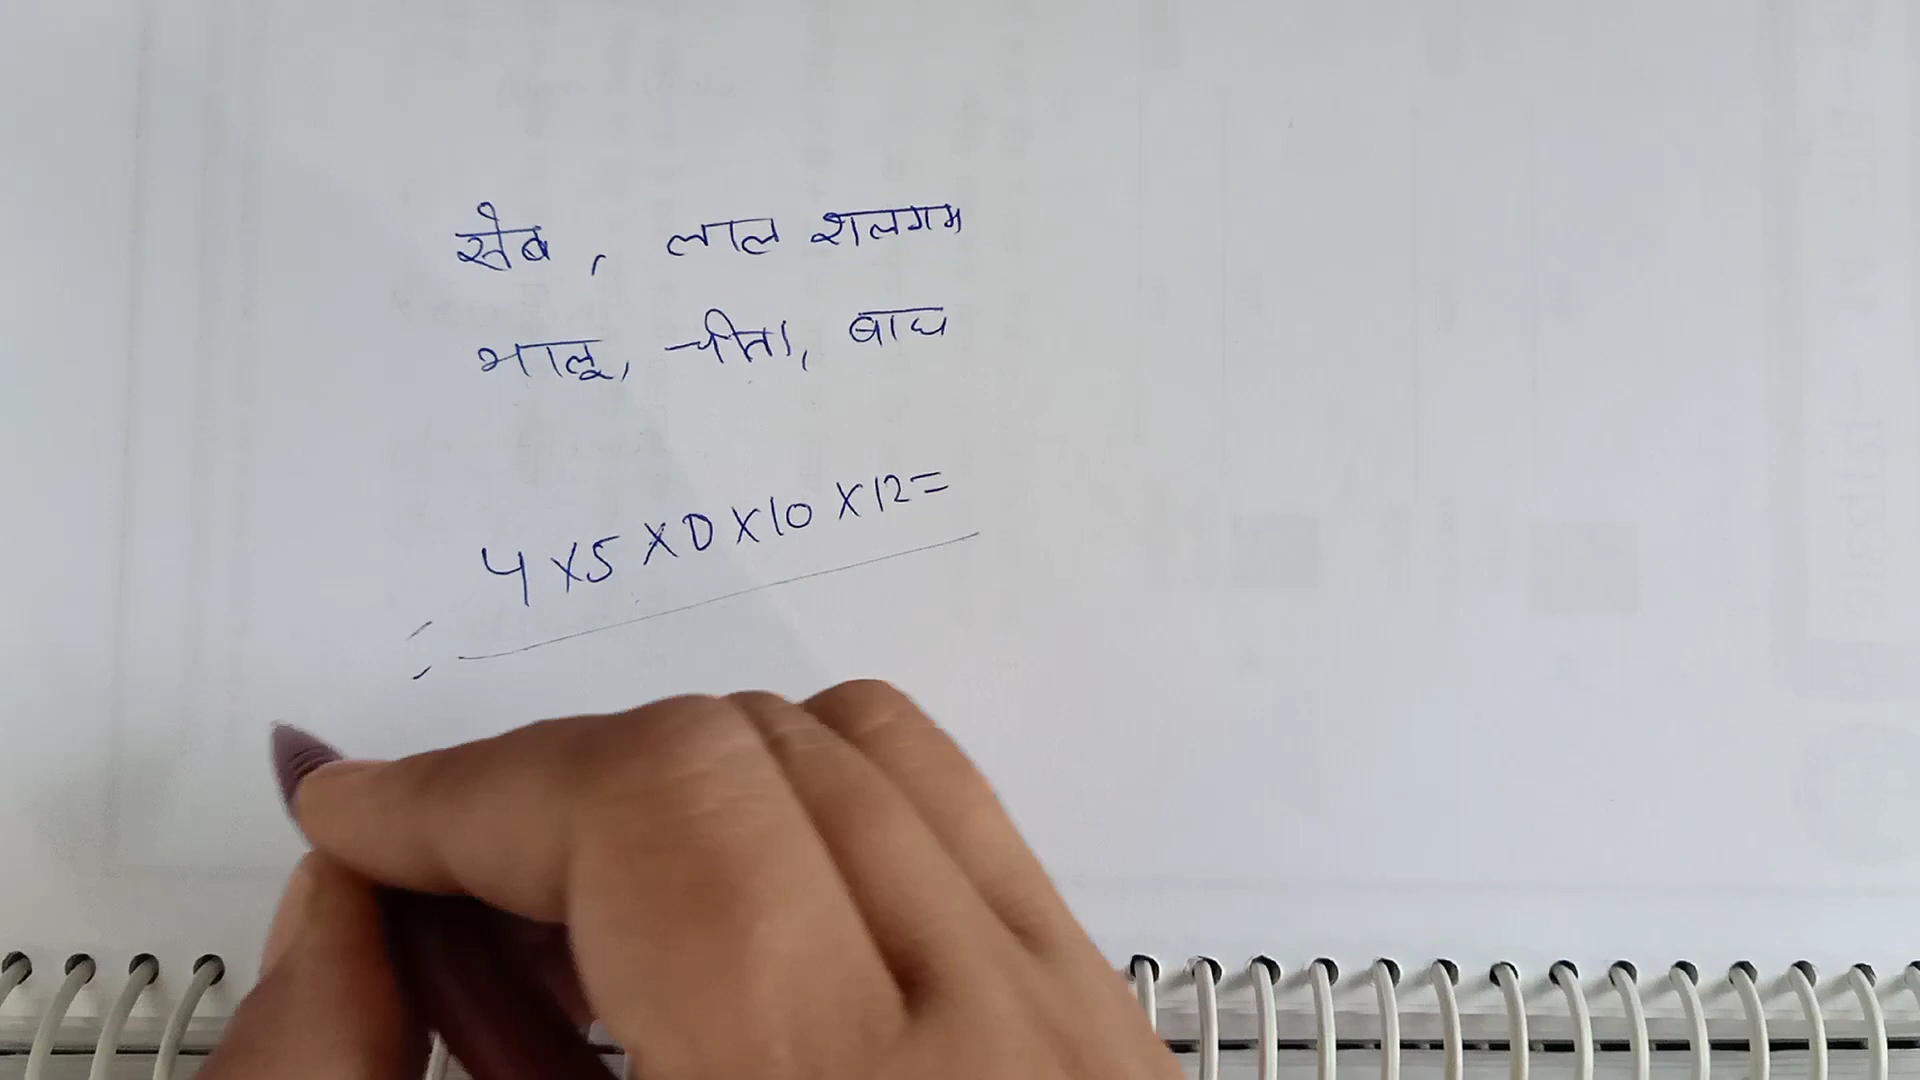 सेब, लाल शलगम
भालू, चीता, बाघ
4 x 5 x 0 x 10 x 12 =
=